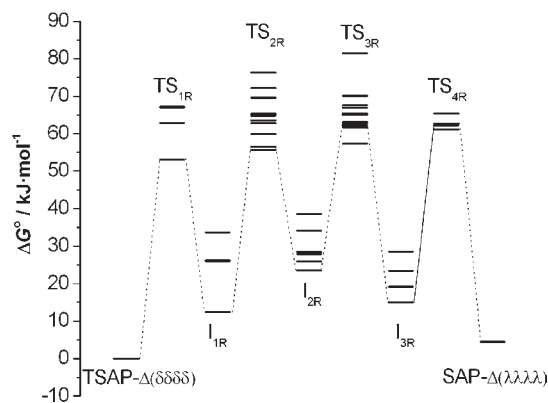 90
80
70
60
50
40
30
20
10
0
-10
ΔG° / kJ·mol⁻¹
TS₁R
TS₂R
TS₃R
TS₄R
I₁R
I₂R
I₃R
TSAP-Δ(δδδδ)
SAP-Δ(λλλλ)